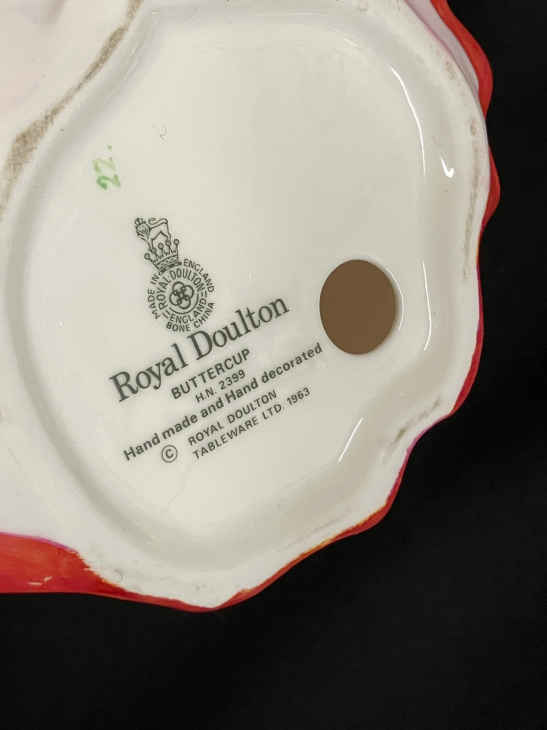 22.
MADE IN ENGLAND
ROYAL DOULTON
ENGLAND
BONE CHINA
Royal Doulton
BUTTERCUP
H.N. 2399
Hand made and Hand decorated
© ROYAL DOULTON
TABLEWARE LTD. 1963